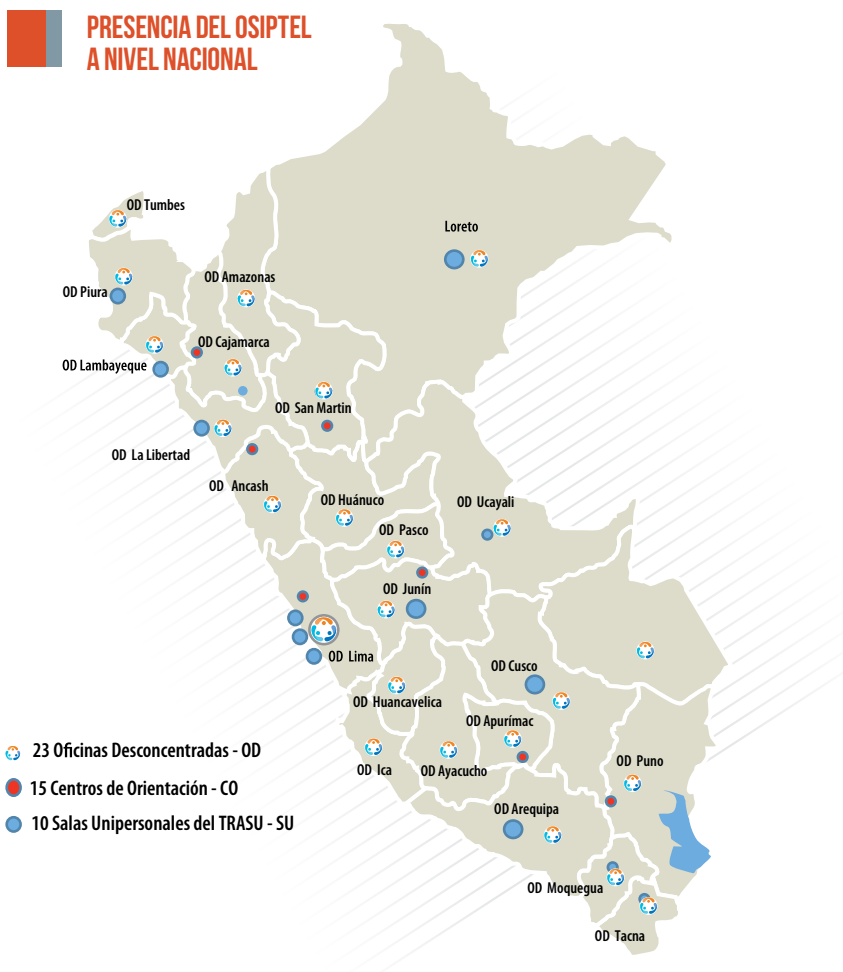 PRESENCIA DEL OSIPTEL
A NIVEL NACIONAL
OD Tumbes
Loreto
OD Amazonas
OD Piura
OD Cajamarca
OD Lambayeque
OD San Martin
OD La Libertad
OD Ancash
OD Huánuco
OD Ucayali
OD Pasco
OD Junín
OD Lima
OD Cusco
OD Huancavelica
OD Apurímac
OD Ica
OD Ayacucho
OD Puno
OD Arequipa
OD Moquegua
OD Tacna
23 Oficinas Desconcentradas - OD
15 Centros de Orientación - CO
10 Salas Unipersonales del TRASU - SU